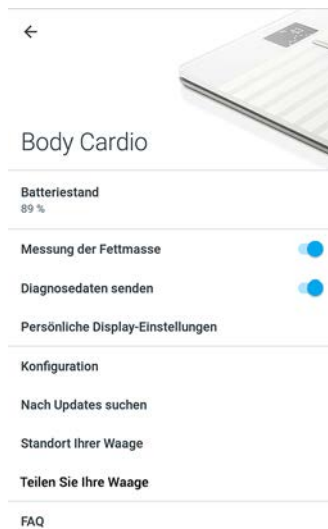 Body Cardio
Batteriestand
89 %
Messung der Fettmasse
Diagnosedaten senden
Persönliche Display-Einstellungen
Konfiguration
Nach Updates suchen
Standort Ihrer Waage
Teilen Sie Ihre Waage
FAQ